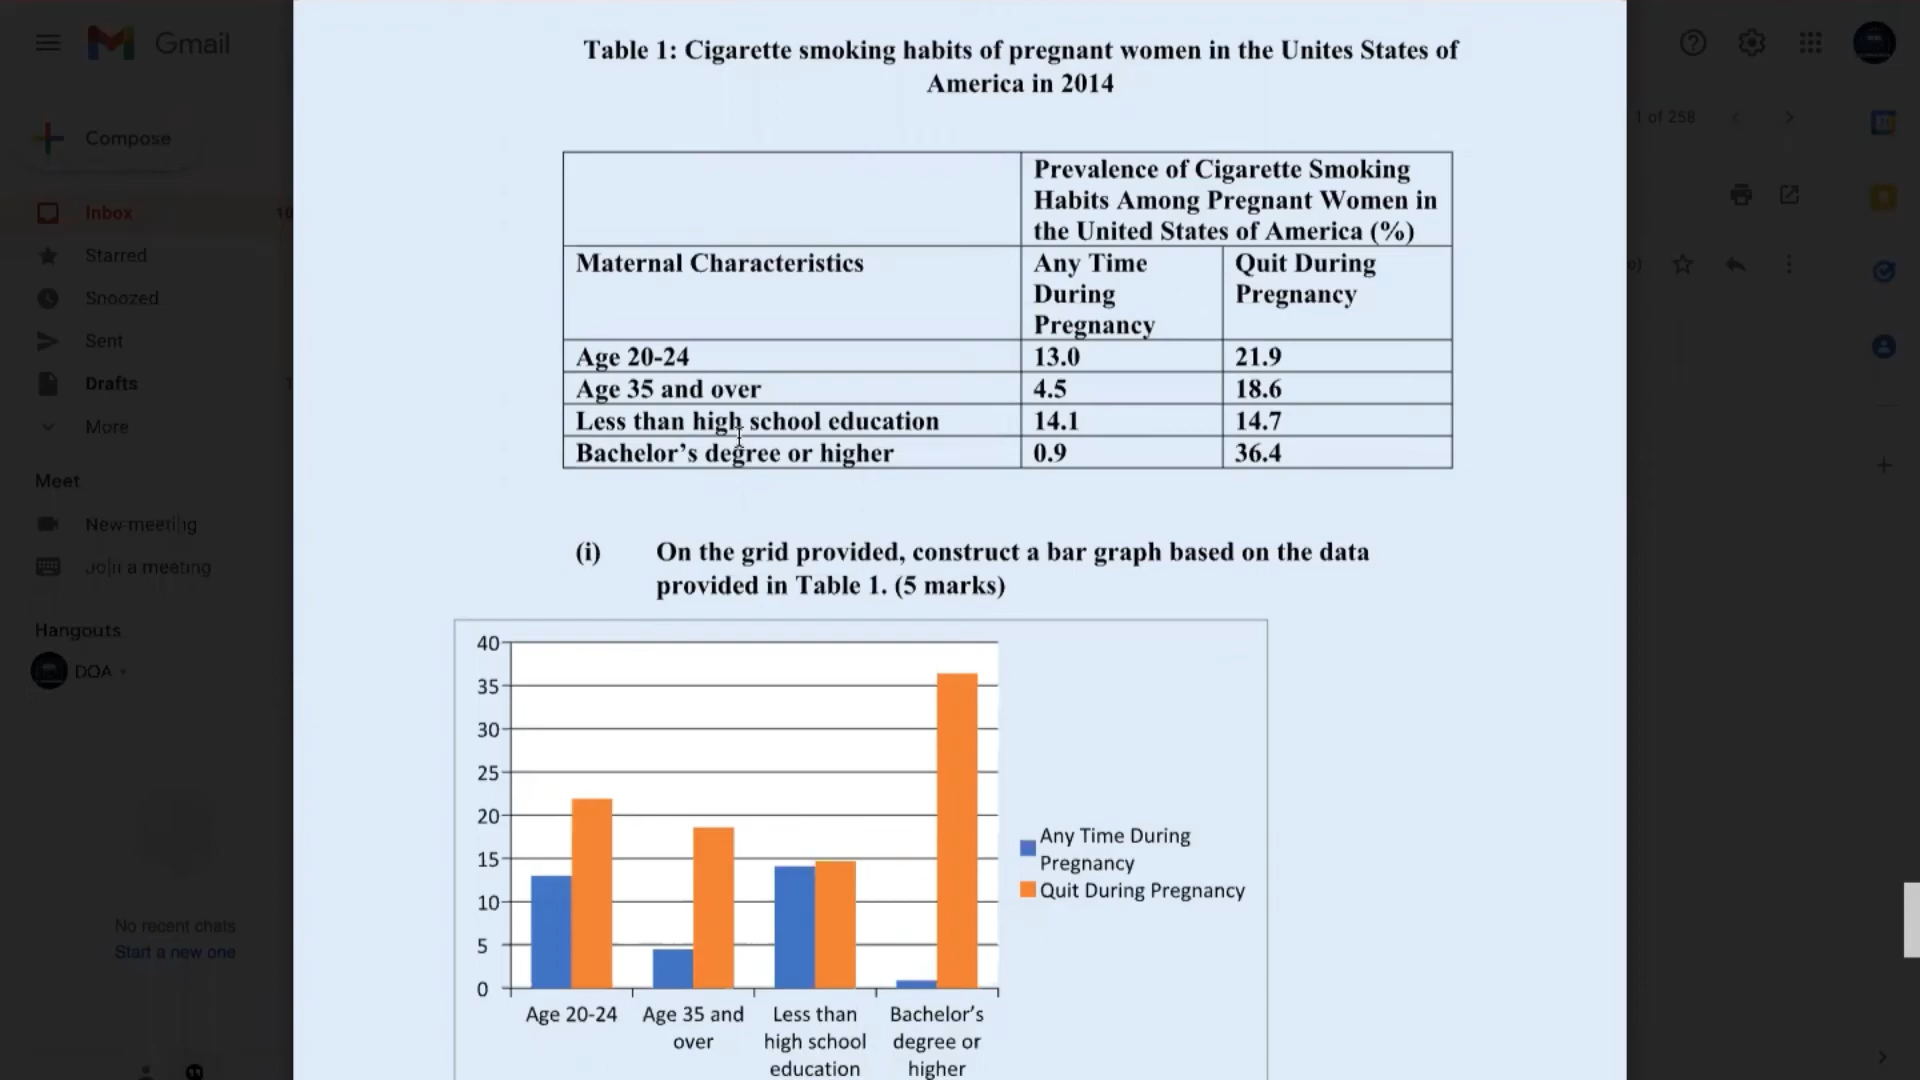 Gmail
1 of 258
Compose
Inbox
Starred
Snoozed
Sent
Drafts
More
Meet
New meeting
Join a meeting
Hangouts
DOA
No recent chats
Start a new one
Table 1: Cigarette smoking habits of pregnant women in the Unites States of
America in 2014
Prevalence of Cigarette Smoking
Habits Among Pregnant Women in
the United States of America (%)
Maternal Characteristics
Any Time
During
Pregnancy
Quit During
Pregnancy
Age 20-24 13.0 21.9
Age 35 and over 4.5 18.6
Less than high school education 14.1 14.7
Bachelor’s degree or higher 0.9 36.4
(i) On the grid provided, construct a bar graph based on the data
provided in Table 1. (5 marks)
40
35
30
25
20
15
10
5
0
Age 20-24
Age 35 and
over
Less than
high school
education
Bachelor’s
degree or
higher
Any Time During
Pregnancy
Quit During Pregnancy